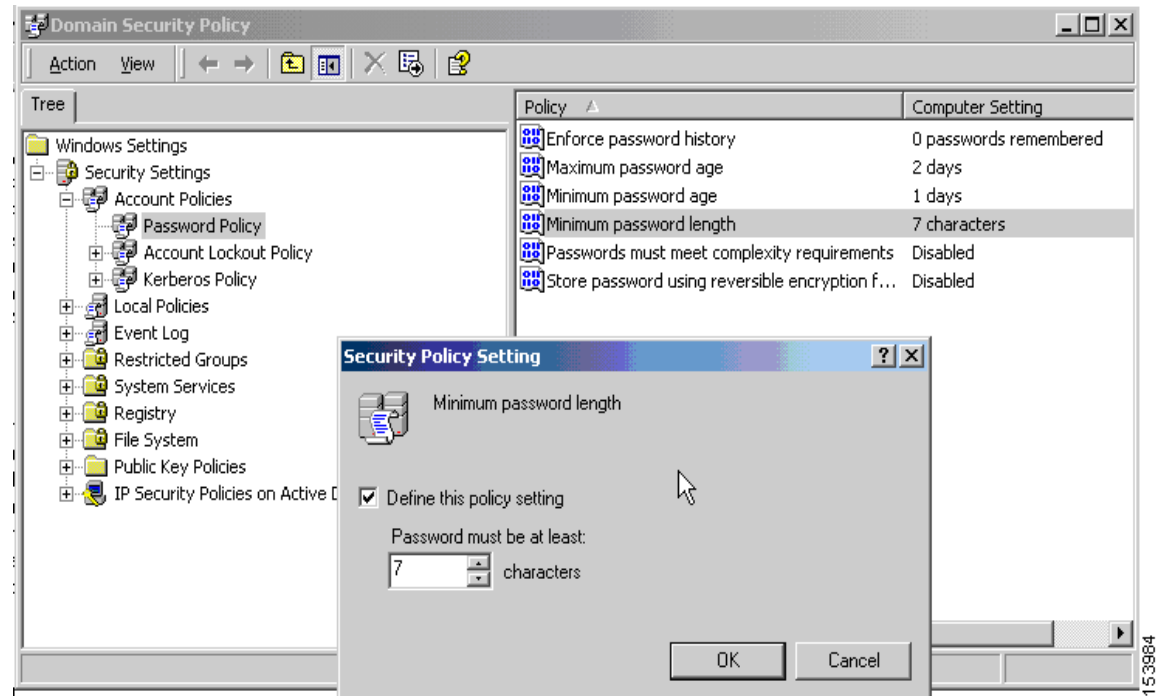 Domain Security Policy
Action View
Tree
Policy Computer Setting
Windows Settings
Security Settings
Account Policies
Password Policy
Account Lockout Policy
Kerberos Policy
Local Policies
Event Log
Restricted Groups
System Services
Registry
File System
Public Key Policies
IP Security Policies on Active D
Enforce password history 0 passwords remembered
Maximum password age 2 days
Minimum password age 1 days
Minimum password length 7 characters
Passwords must meet complexity requirements Disabled
Store password using reversible encryption f... Disabled
Security Policy Setting
Minimum password length
Define this policy setting
Password must be at least:
7 characters
OK Cancel
153984